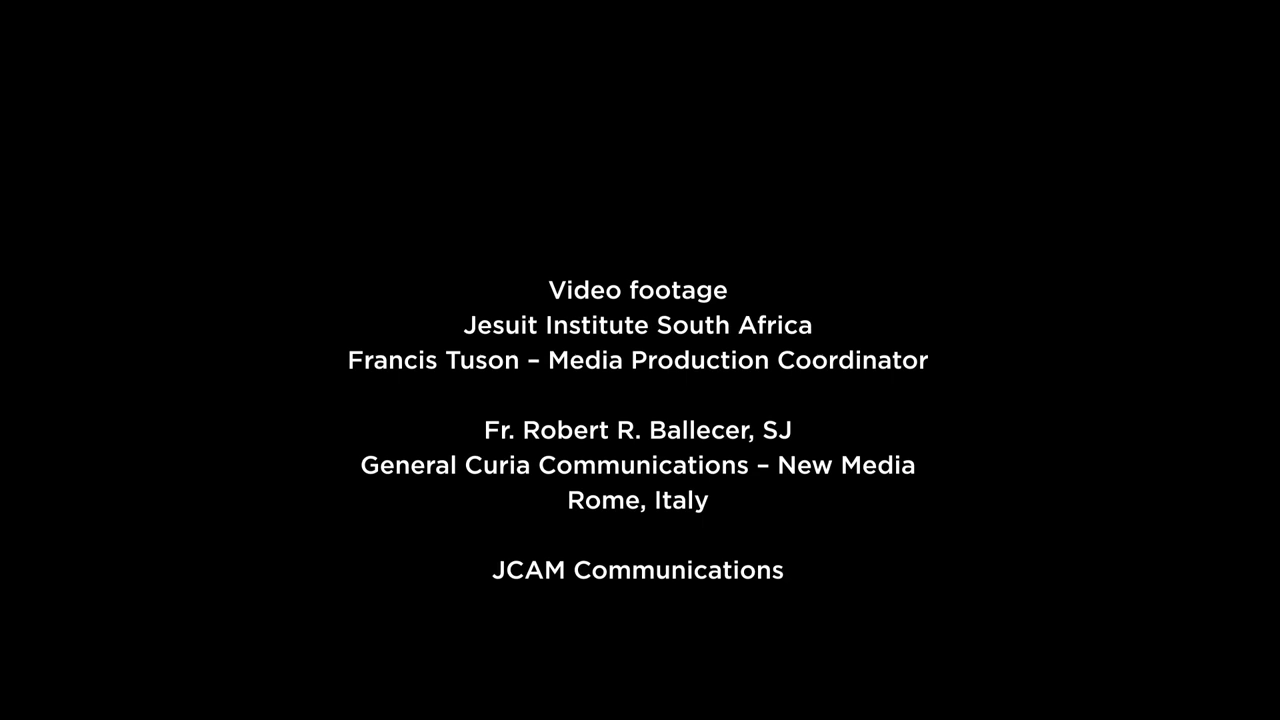 Video footage
Jesuit Institute South Africa
Francis Tuson – Media Production Coordinator
Fr. Robert R. Ballecer, SJ
General Curia Communications – New Media
Rome, Italy
JCAM Communications